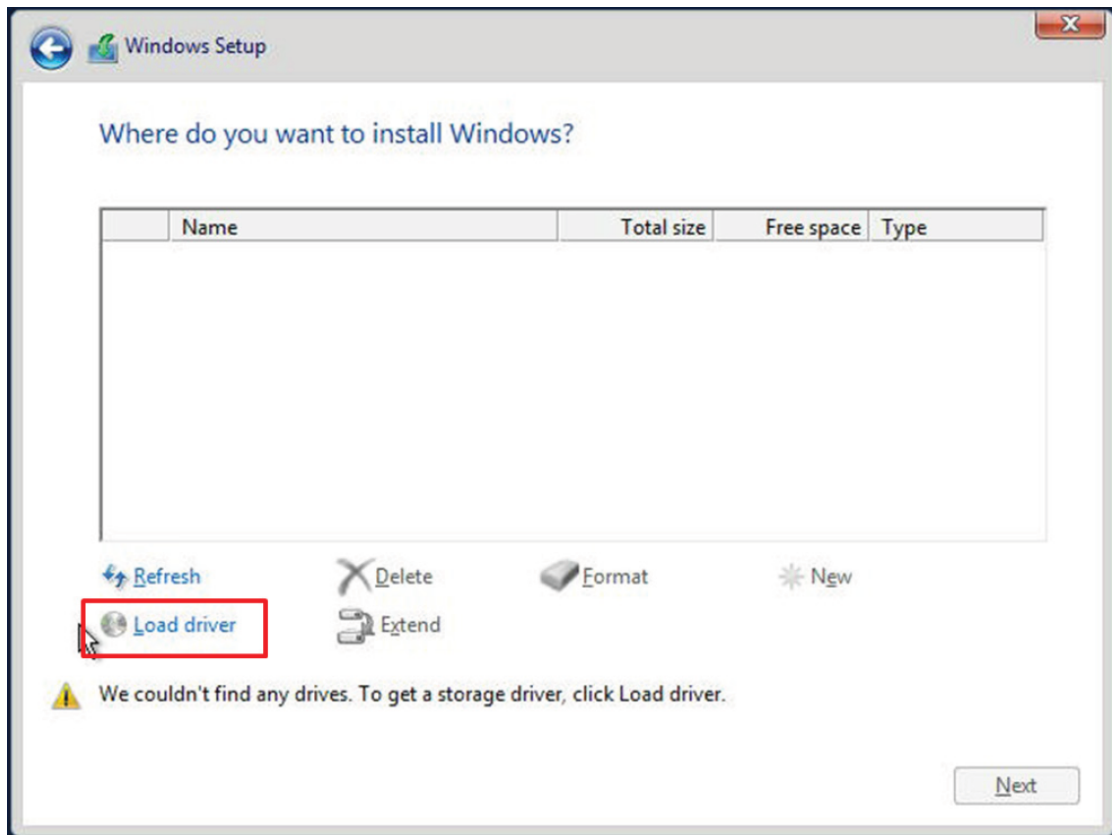 Windows Setup
Where do you want to install Windows?
Name Total size Free space Type
Refresh Delete Format New
Load driver Extend
We couldn't find any drives. To get a storage driver, click Load driver.
Next